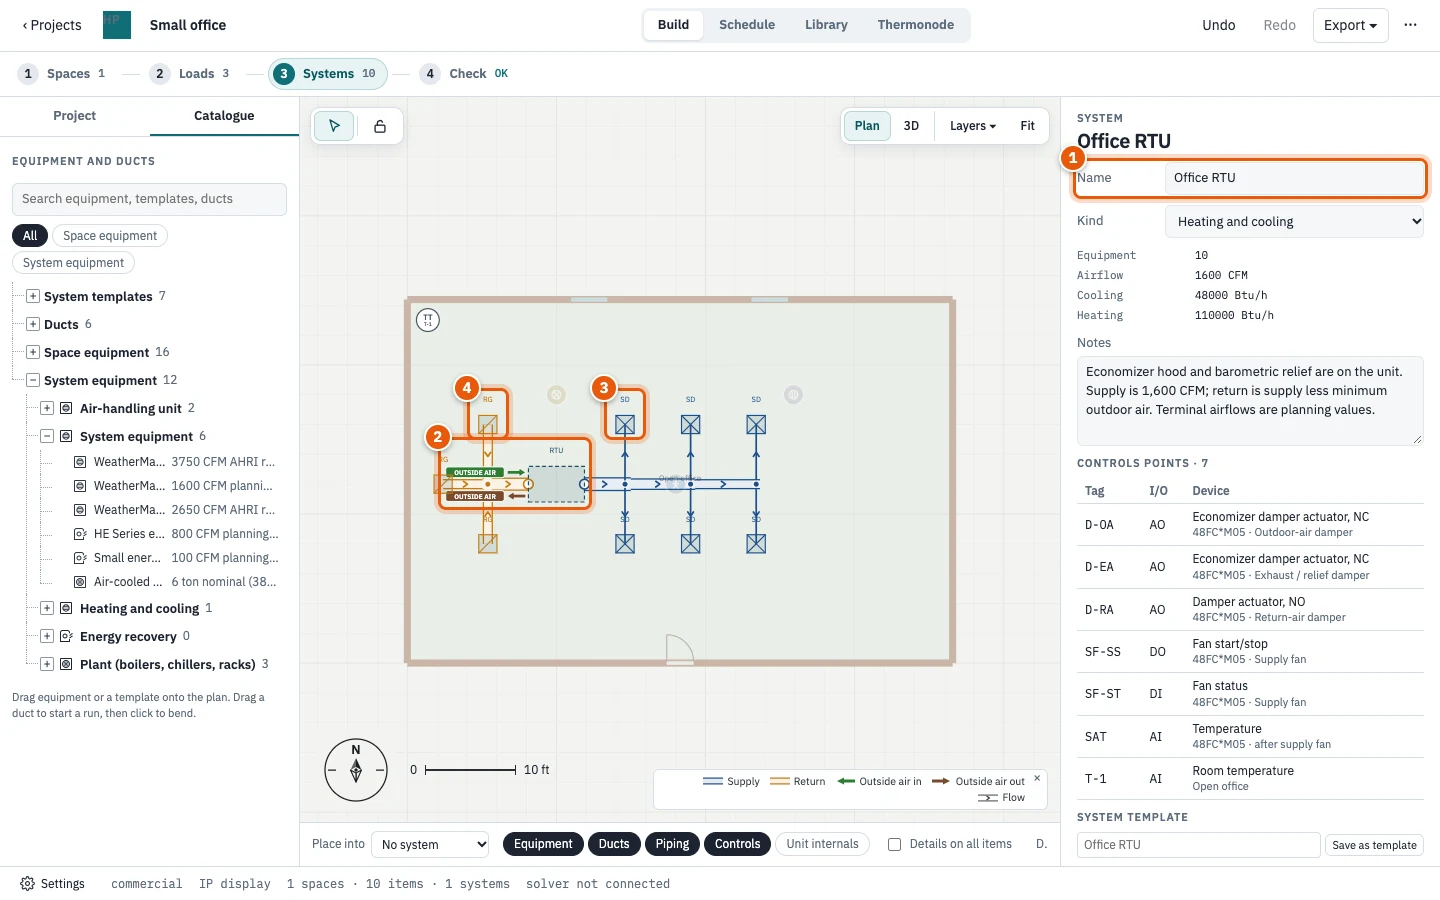 ‹ Projects
HP
Small office
Build
Schedule
Library
Thermonode
Undo
Redo
Export
1 Spaces 1
2 Loads 3
3 Systems 10
4 Check OK
Project
Catalogue
EQUIPMENT AND DUCTS
Search equipment, templates, ducts
All
Space equipment
System equipment
System templates 7
Ducts 6
Space equipment 16
System equipment 12
Air-handling unit 2
System equipment 6
WeatherMa... 3750 CFM AHRI r...
WeatherMa... 1600 CFM planni...
WeatherMa... 2650 CFM AHRI r...
HE Series e... 800 CFM planning...
Small ener... 100 CFM planning...
Air-cooled ... 6 ton nominal (38...
Heating and cooling 1
Energy recovery 0
Plant (boilers, chillers, racks) 3
Drag equipment or a template onto the plan. Drag a
duct to start a run, then click to bend.
Plan
3D
Layers
Fit
TT
T-1
4
3
RG
SD
SD
SD
2
RG
RTU
OUTSIDE AIR
Open office
OUTSIDE AIR
RG
SD
SD
SD
N
0
10 ft
Supply
Return
Outside air in
Outside air out
×
Flow
Place into
No system
Equipment
Ducts
Piping
Controls
Unit internals
Details on all items
D.
SYSTEM
Office RTU
1
Name
Office RTU
Kind
Heating and cooling
Equipment 10
Airflow 1600 CFM
Cooling 48000 Btu/h
Heating 110000 Btu/h
Notes
Economizer hood and barometric relief are on the unit.
Supply is 1,600 CFM; return is supply less minimum
outdoor air. Terminal airflows are planning values.
CONTROLS POINTS · 7
Tag I/O Device
D-OA AO Economizer damper actuator, NC
48FC*M05 · Outdoor-air damper
D-EA AO Economizer damper actuator, NC
48FC*M05 · Exhaust / relief damper
D-RA AO Damper actuator, NO
48FC*M05 · Return-air damper
SF-SS DO Fan start/stop
48FC*M05 · Supply fan
SF-ST DI Fan status
48FC*M05 · Supply fan
SAT AI Temperature
48FC*M05 · after supply fan
T-1 AI Room temperature
Open office
SYSTEM TEMPLATE
Office RTU
Save as template
Settings
commercial
IP display
1 spaces · 10 items · 1 systems
solver not connected